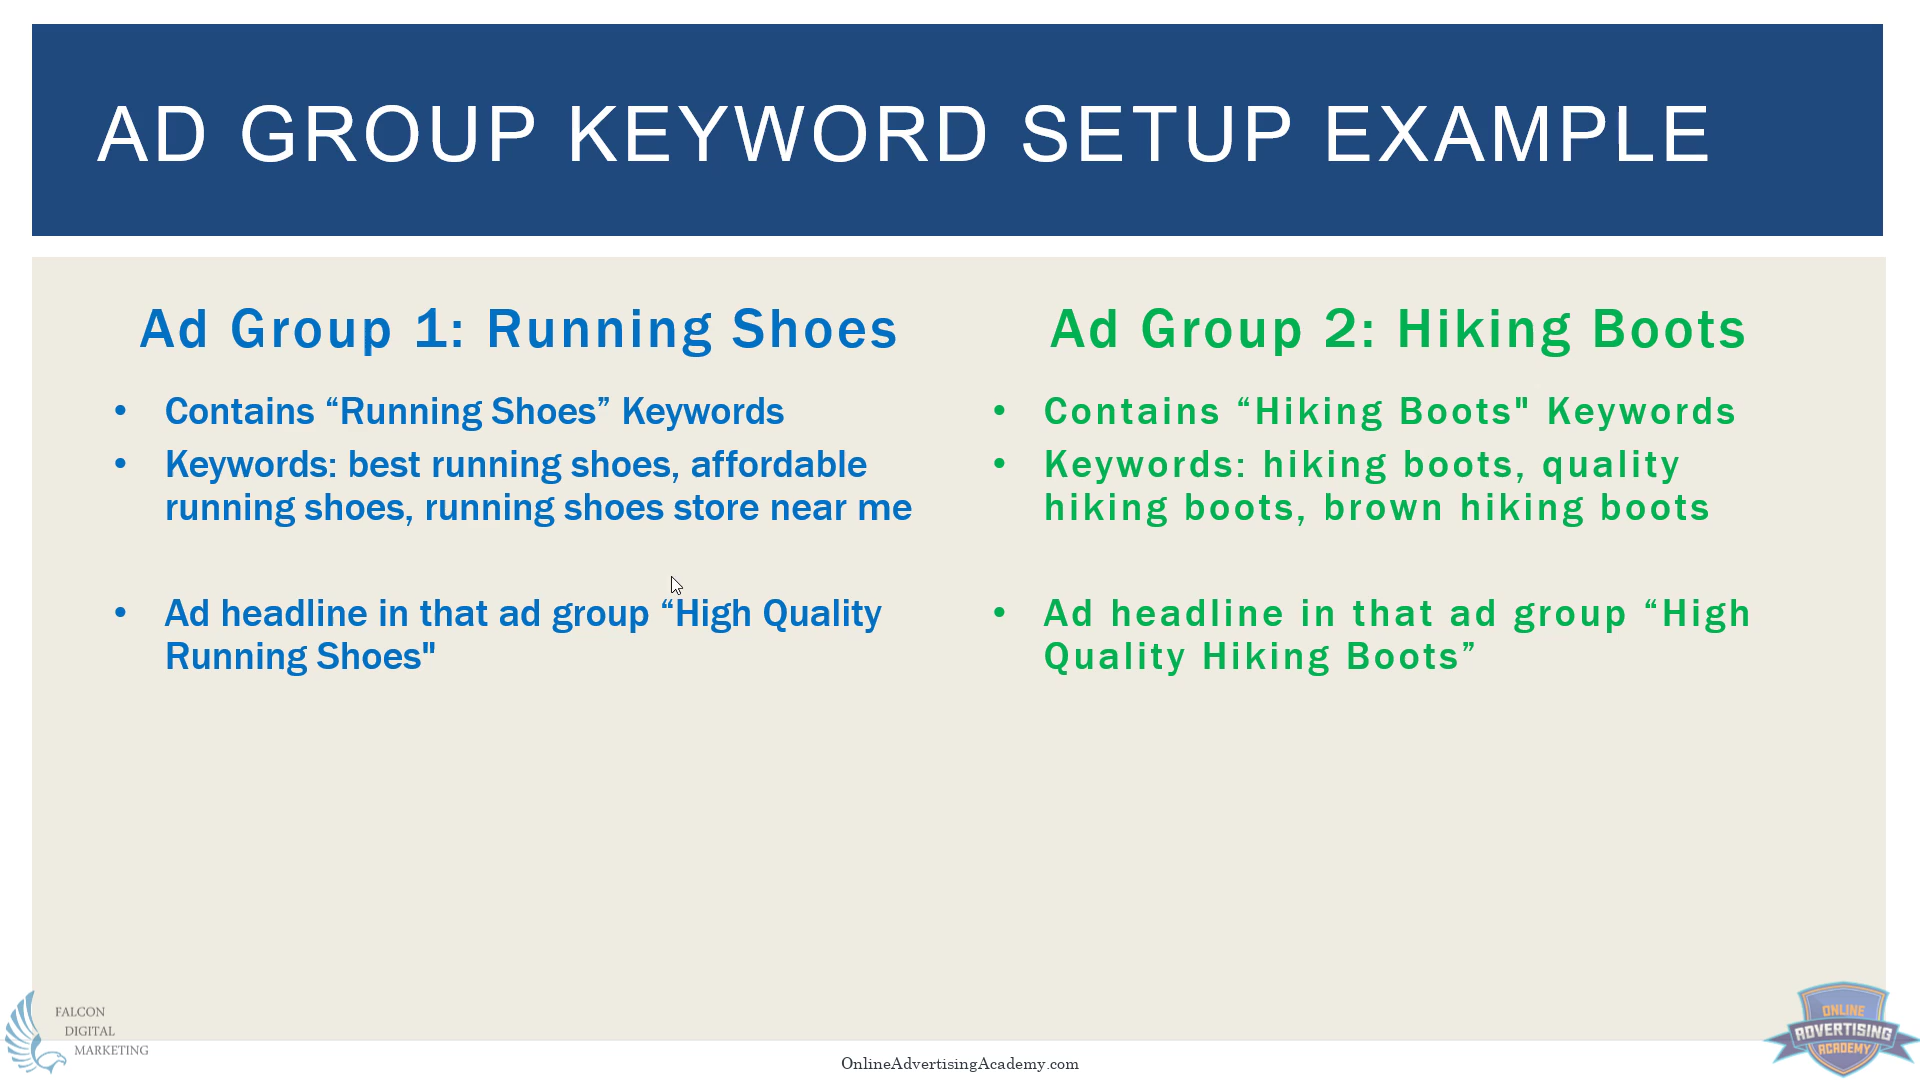 AD GROUP KEYWORD SETUP EXAMPLE
Ad Group 1: Running Shoes
• Contains “Running Shoes” Keywords
• Keywords: best running shoes, affordable
running shoes, running shoes store near me
• Ad headline in that ad group “High Quality
Running Shoes"
Ad Group 2: Hiking Boots
• Contains “Hiking Boots" Keywords
• Keywords: hiking boots, quality
hiking boots, brown hiking boots
• Ad headline in that ad group “High
Quality Hiking Boots”
FALCON
DIGITAL
MARKETING
OnlineAdvertisingAcademy.com
ONLINE
ADVERTISING
ACADEMY